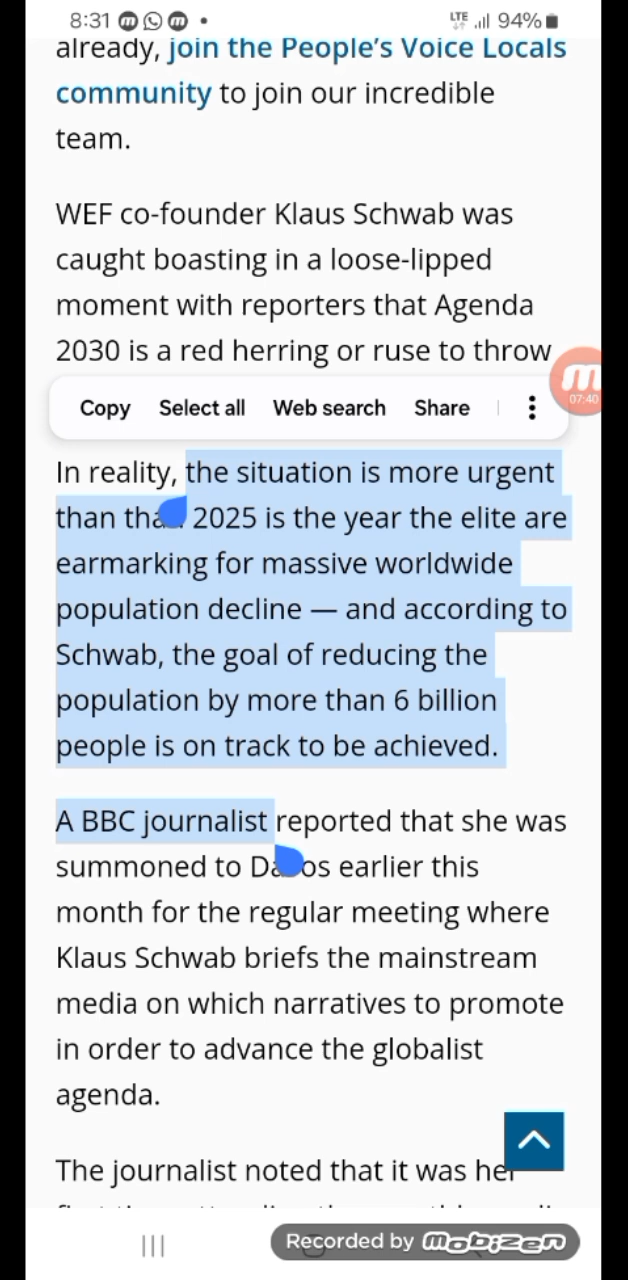 8:31 LTE 94%
already, join the People's Voice Locals
community to join our incredible
team.
WEF co-founder Klaus Schwab was
caught boasting in a loose-lipped
moment with reporters that Agenda
2030 is a red herring or ruse to throw
07:40
Copy Select all Web search Share
In reality, the situation is more urgent
than 2025 is the year the elite are
earmarking for massive worldwide
population decline — and according to
Schwab, the goal of reducing the
population by more than 6 billion
people is on track to be achieved.
A BBC journalist reported that she was
summoned to earlier this
month for the regular meeting where
Klaus Schwab briefs the mainstream
media on which narratives to promote
in order to advance the globalist
agenda.
The journalist noted that it was her
Recorded by mobizen